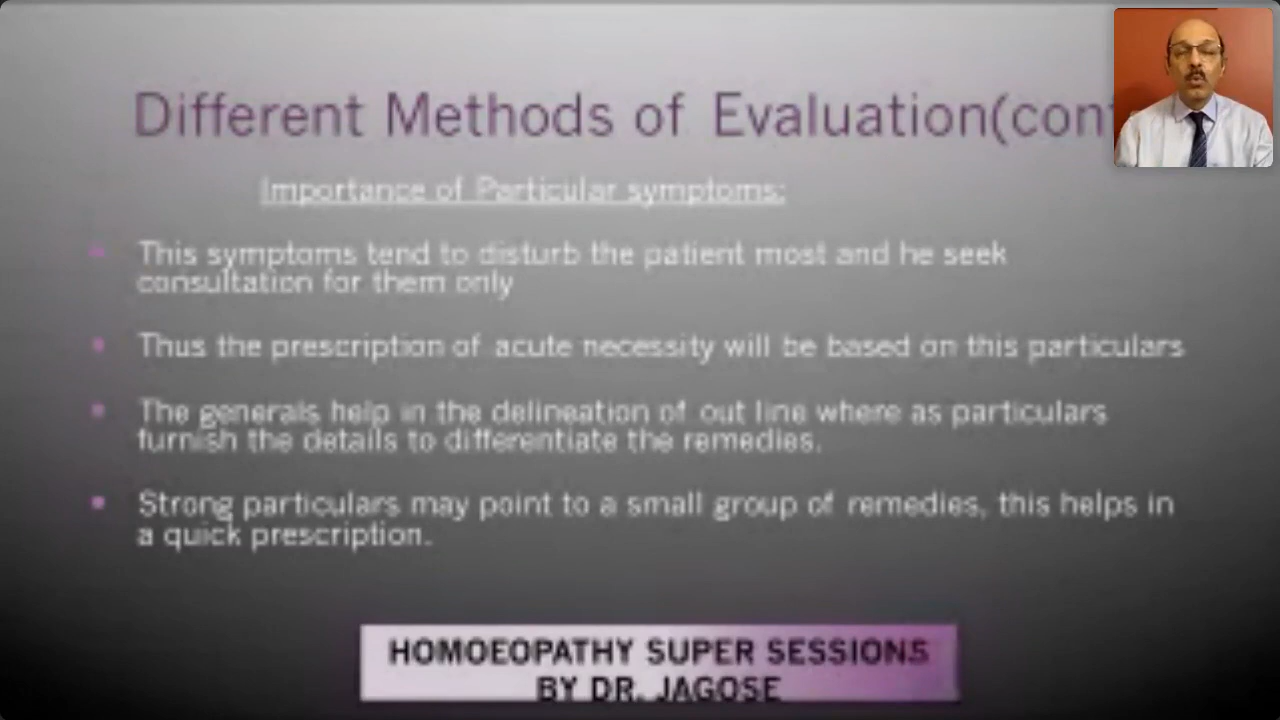 Different Methods of Evaluation(con
Importance of Particular symptoms:
This symptoms tend to disturb the patient most and he seek
consultation for them only
Thus the prescription of acute necessity will be based on this particulars
The generals help in the delineation of out line where as particulars
furnish the details to differentiate the remedies.
Strong particulars may point to a small group of remedies, this helps in
a quick prescription.
HOMOEOPATHY SUPER SESSIONS
BY DR. JAGOSE